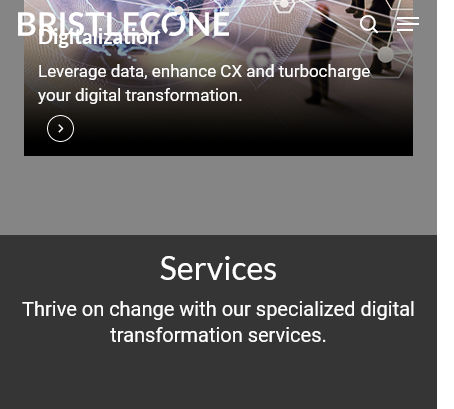 BRISTLECONE
Digitalization
Leverage data, enhance CX and turbocharge
your digital transformation.
Services
Thrive on change with our specialized digital
transformation services.